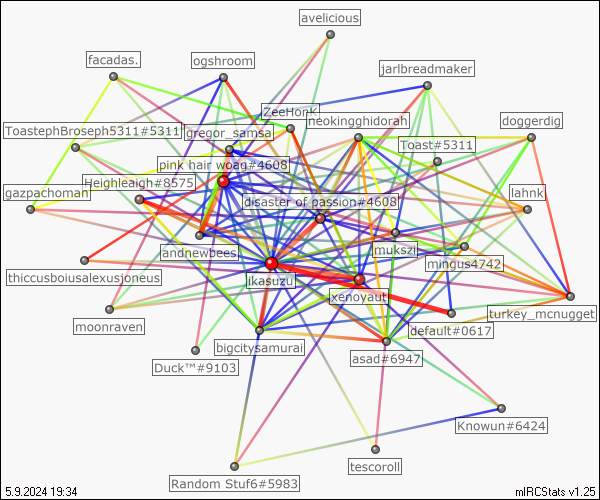 avelicious
facadas.
ogshroom
jarlbreadmaker
ZeeHonK
neokingghidorah
doggerdig
ToastephBroseph5311#5311
gregor_samsa
Toast#5311
pink hair woag#4608
Heighleaigh#8575
gazpachoman
disaster of passion#4608
lahnk
andnewbees
mukszi
mingus4742
thiccusboiusalexusjoneus
ikasuzu
xenoyaut
moonraven
default#0617
turkey_mcnugget
bigcitysamurai
asad#6947
Duck™#9103
Knowun#6424
tescoroll
Random Stuf6#5983
5.9.2024 19:34
mIRCStats v1.25